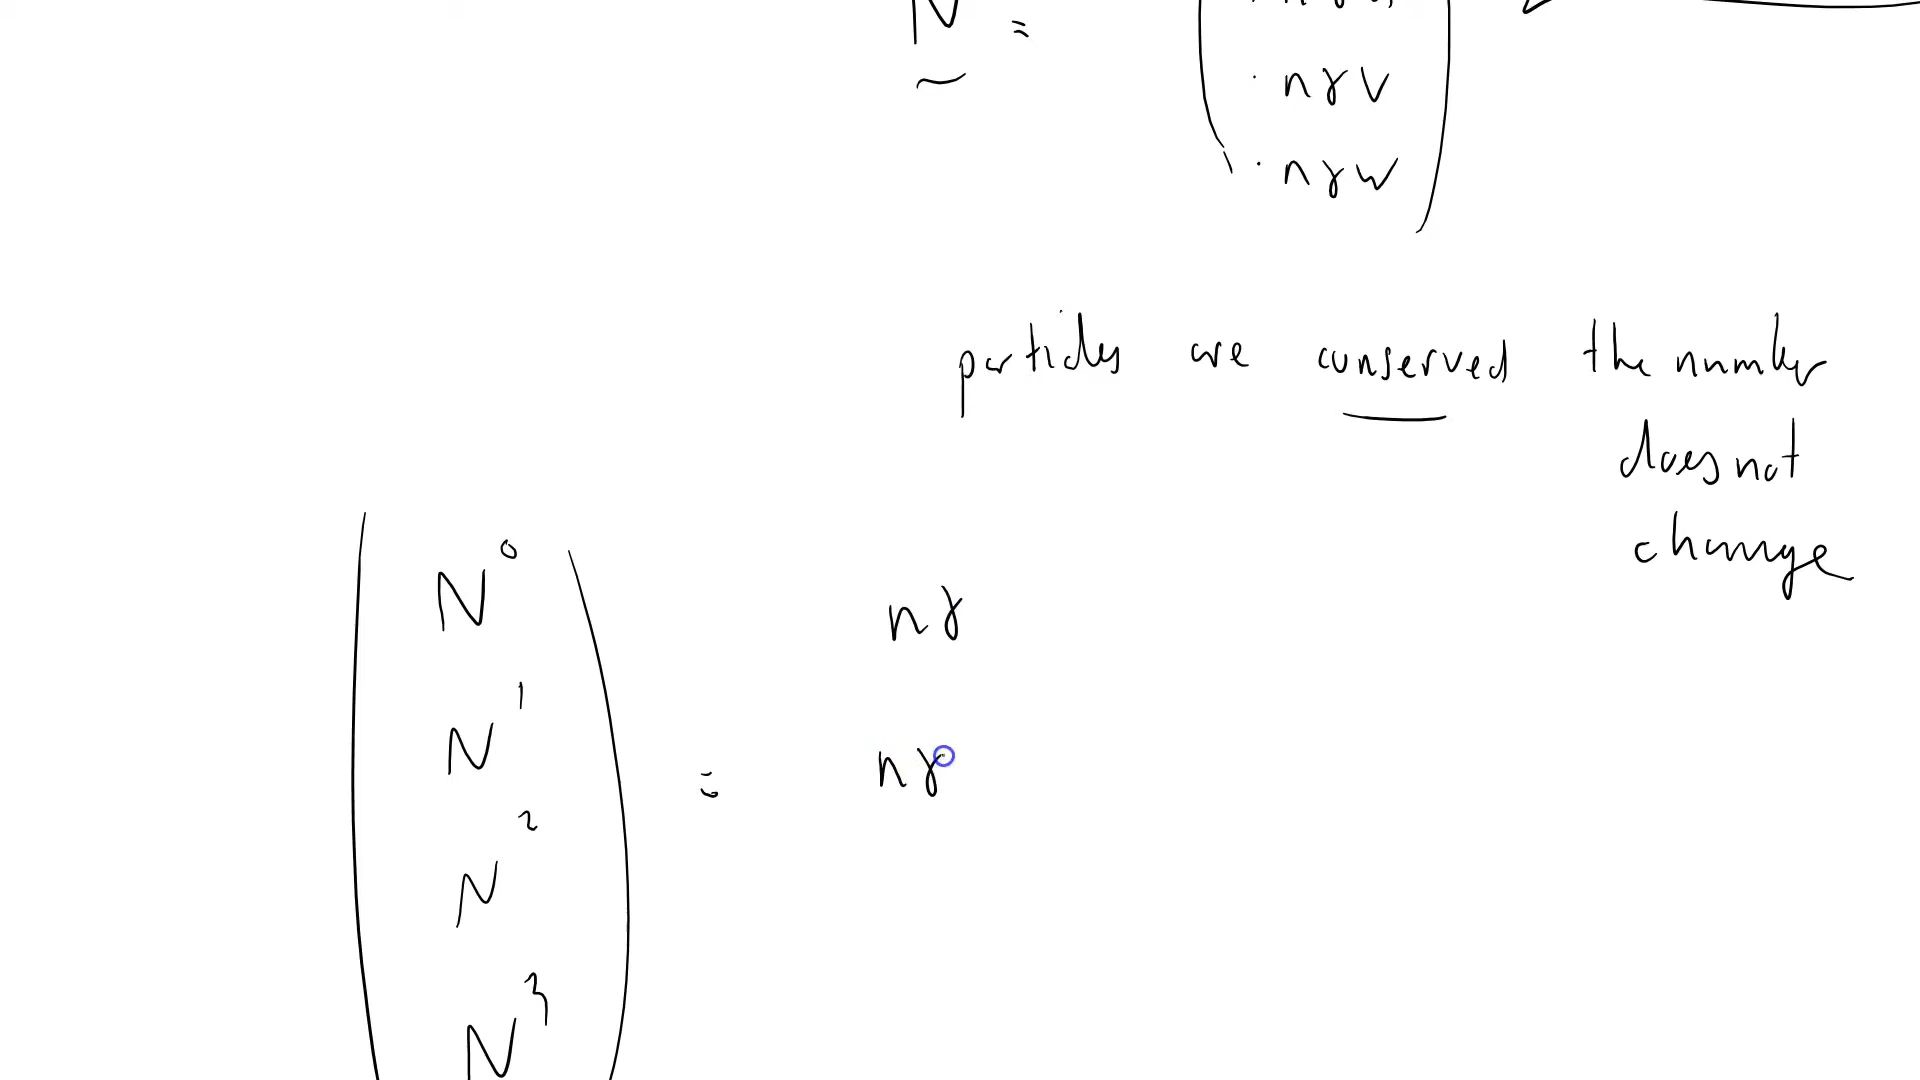 N =
nγv
nγw
particles are conserved the number
does not
change
N⁰ nγ
N¹ = nγ
N²
N³